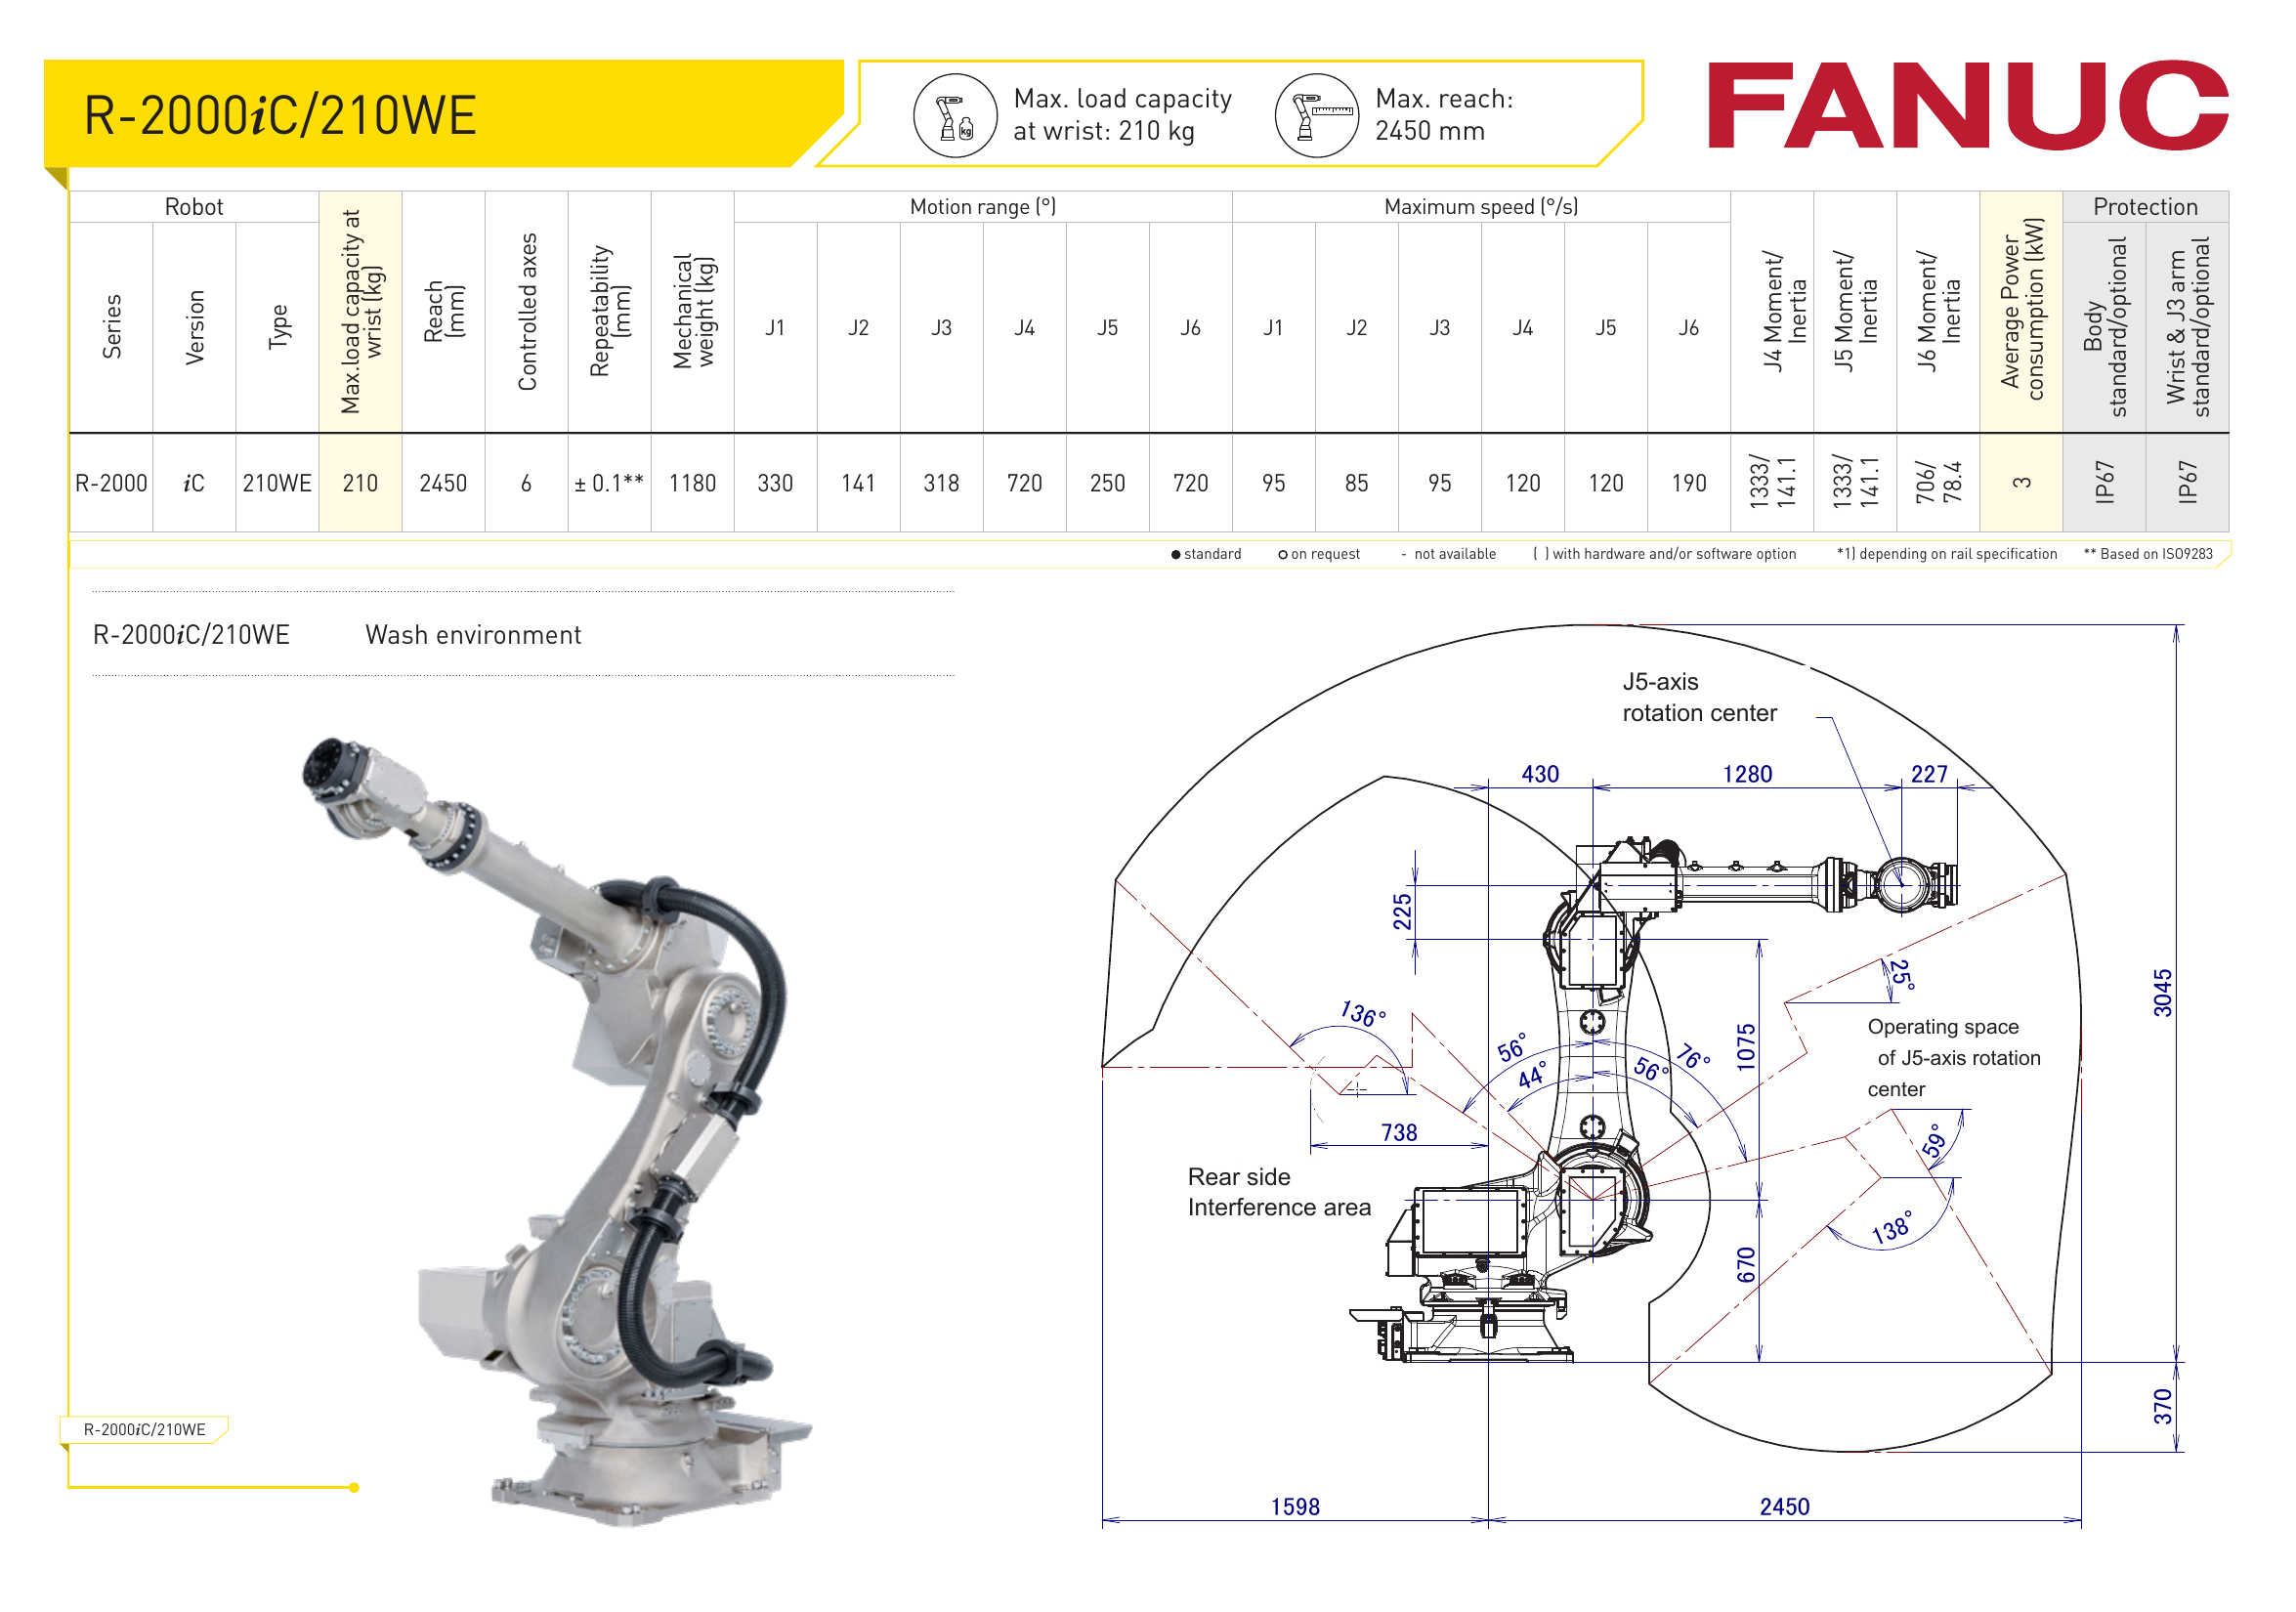 R-2000iC/210WE
Max. load capacity
at wrist: 210 kg
Max. reach:
2450 mm
FANUC
Robot
Motion range (°)
Maximum speed (°/s)
Protection
Series
Version
Type
Max.load capacity at
wrist (kg)
Reach
(mm)
Controlled axes
Repeatability
(mm)
Mechanical
weight (kg)
J1
J2
J3
J4
J5
J6
J1
J2
J3
J4
J5
J6
J4 Moment/
Inertia
J5 Moment/
Inertia
J6 Moment/
Inertia
Average Power
consumption (kW)
Body
standard/optional
Wrist & J3 arm
standard/optional
R-2000
iC
210WE
210
2450
6
± 0.1**
1180
330
141
318
720
250
720
95
85
95
120
120
190
1333/
141.1
1333/
141.1
706/
78.4
3
IP67
IP67
● standard
○ on request
- not available
( ) with hardware and/or software option
*1) depending on rail specification
** Based on ISO9283
R-2000iC/210WE
Wash environment
kg
J5-axis
rotation center
430
1280
227
225
25°
3045
136°
56°
44°
76°
56°
1075
Operating space
of J5-axis rotation
center
738
59°
Rear side
Interference area
138°
670
370
R-2000iC/210WE
1598
2450